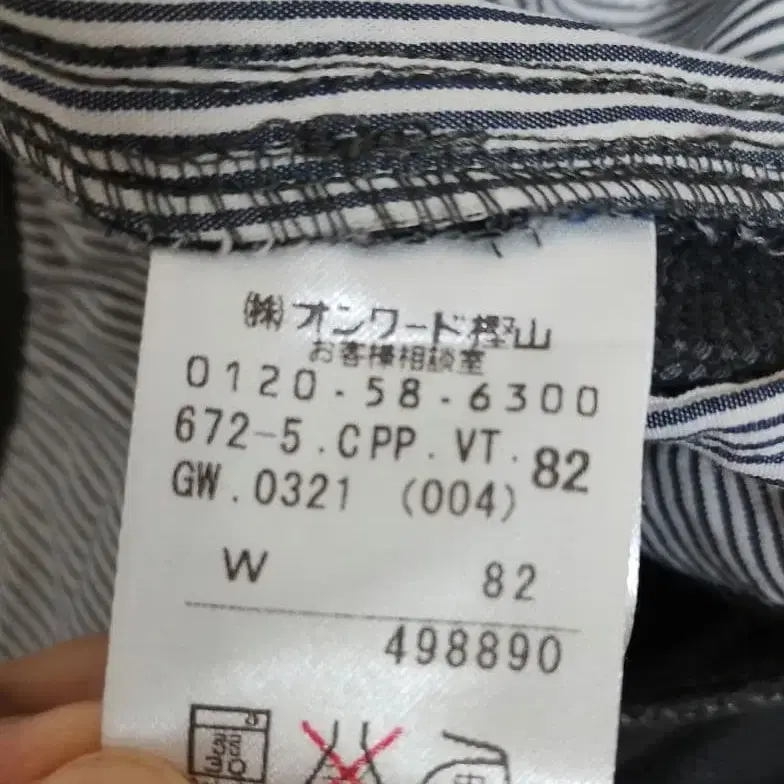 (株)オンワード樫山
お客様相談室
0120-58-6300
672-5.CPP.VT.82
GW.0321 (004)
W 82
498890
中